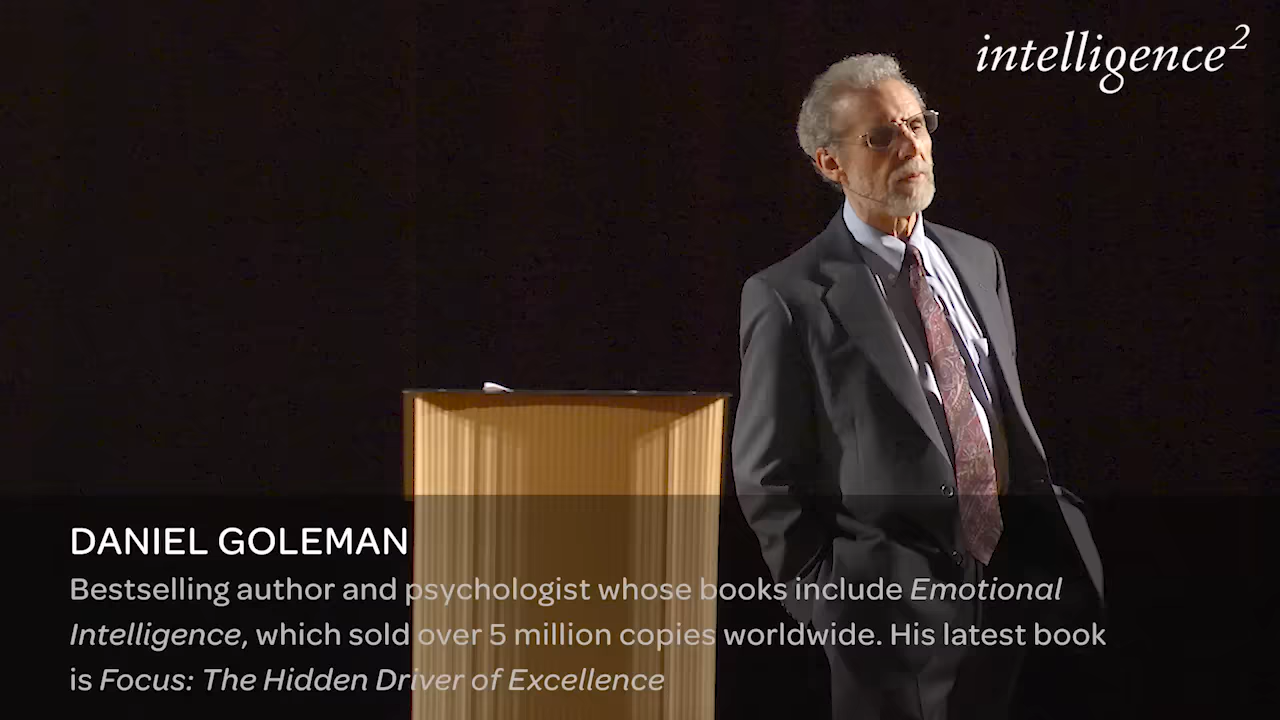 intelligence²
DANIEL GOLEMAN
Bestselling author and psychologist whose books include Emotional
Intelligence, which sold over 5 million copies worldwide. His latest book
is Focus: The Hidden Driver of Excellence